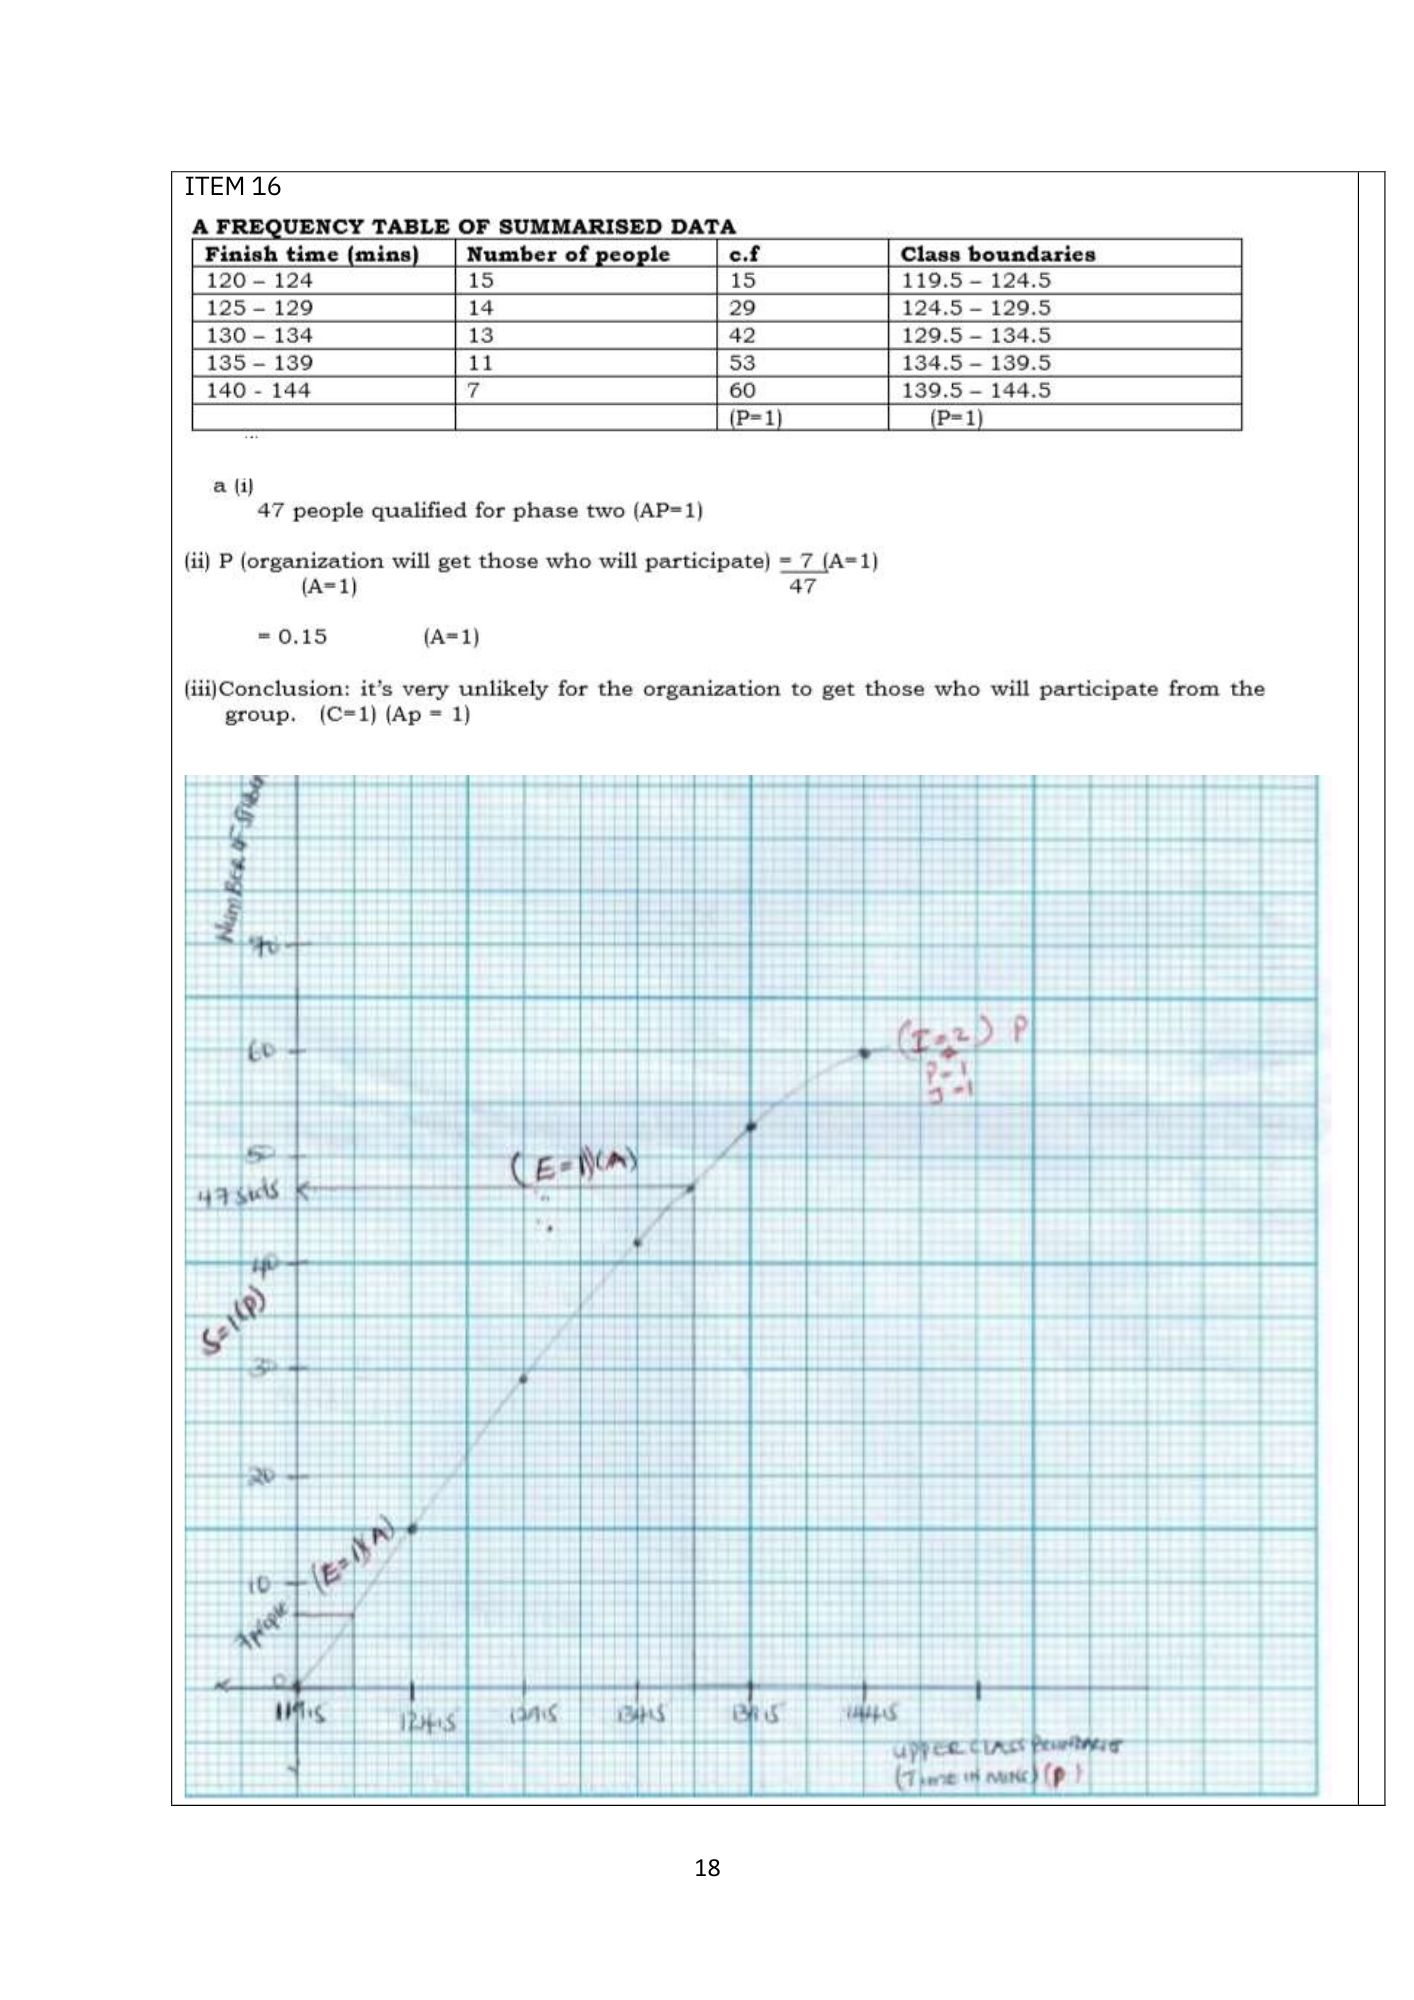 ITEM 16
A FREQUENCY TABLE OF SUMMARISED DATA
Finish time (mins) Number of people c.f Class boundaries
120 – 124 15 15 119.5 – 124.5
125 – 129 14 29 124.5 – 129.5
130 – 134 13 42 129.5 – 134.5
135 – 139 11 53 134.5 – 139.5
140 - 144 7 60 139.5 – 144.5
(P=1) (P=1)
a (i)
47 people qualified for phase two (AP=1)
(ii) P (organization will get those who will participate) = 7 (A=1)
(A=1) 47
= 0.15 (A=1)
(iii)Conclusion: it's very unlikely for the organization to get those who will participate from the
group. (C=1) (Ap = 1)
NumBer of
70
(I=2) P
60
P-1
(E=1)(A)
50
47
40
S=1(P)
30
20
(E=1)(A)
10
7 people
0
119.5 124.5 129.5 134.5 139.5 144.5
UPPER CLASS BOUNDARIES
(Time in MINS) (P)
18